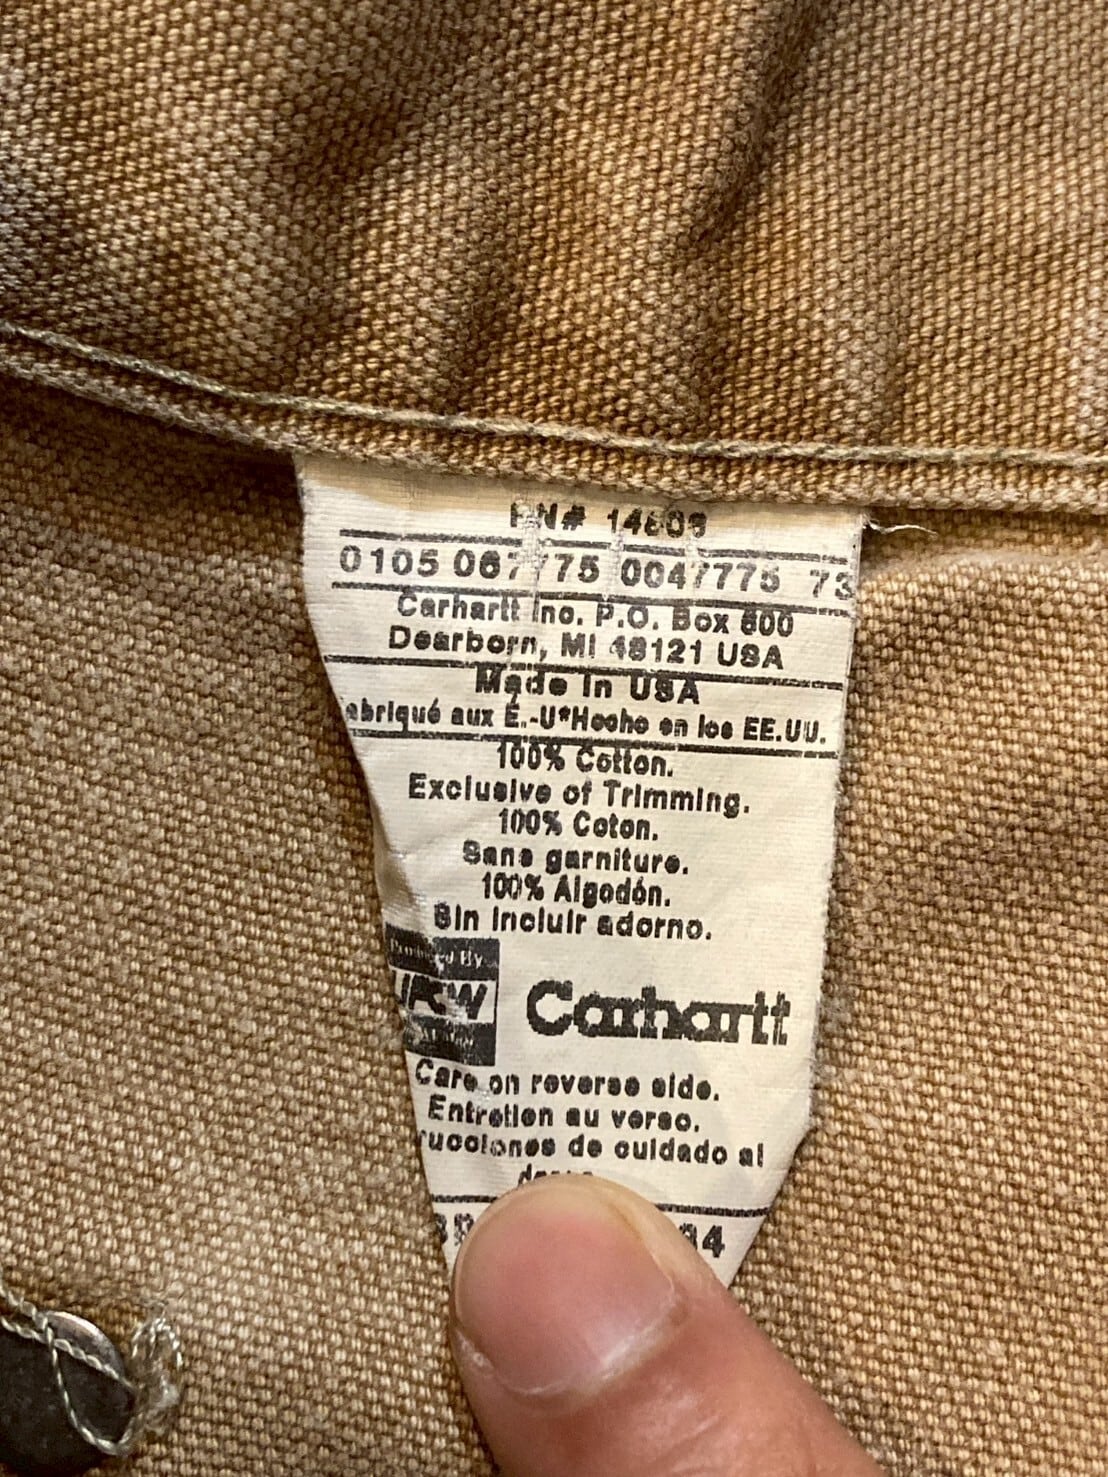 RN# 14806
0105 067775 0047775 73
Carhartt Inc. P.O. Box 600
Dearborn, MI 48121 USA
Made In USA
abriqué aux É.-U*Hecho en los EE.UU.
100% Cotton.
Exclusive of Trimming.
100% Coton.
Sans garniture.
100% Algodón.
Sin incluir adorno.
By
UFCW
Carhartt
Care on reverse side.
Entretien au verso.
rucciones de cuidado al